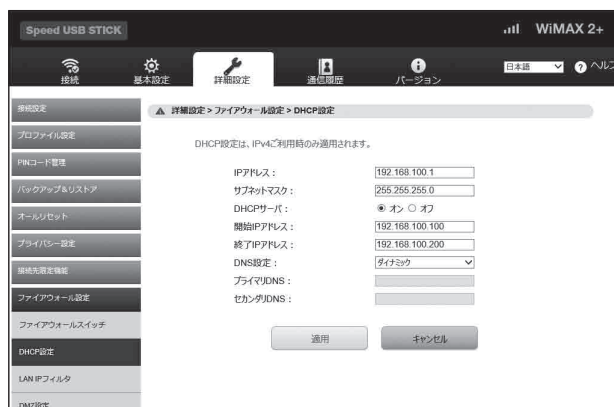 Speed USB STICK
WiMAX 2+
接続
基本設定
詳細設定
通信履歴
バージョン
日本語
? ヘルプ
接続設定
プロファイル設定
PINコード管理
バックアップ&リストア
オールリセット
プライバシー設定
接続先限定機能
ファイアウォール設定
ファイアウォールスイッチ
DHCP設定
LAN IPフィルタ
DMZ設定
詳細設定 > ファイアウォール設定 > DHCP設定
DHCP設定は、IPv4ご利用時のみ適用されます。
IPアドレス： 192.168.100.1
サブネットマスク： 255.255.255.0
DHCPサーバ： オン オフ
開始IPアドレス： 192.168.100.100
終了IPアドレス： 192.168.100.200
DNS設定： ダイナミック
プライマリDNS：
セカンダリDNS：
適用
キャンセル